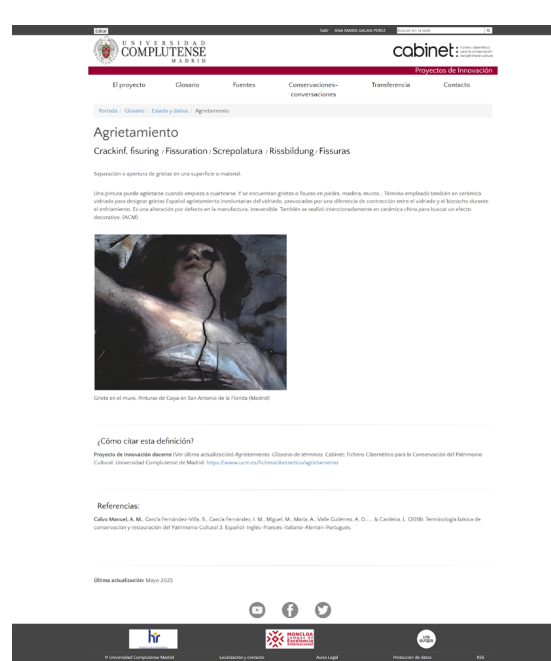 Editar
Salir ANA MARIA GALAN PEREZ Buscar en la web
UNIVERSIDAD
COMPLUTENSE
MADRID
cabinet:
Proyectos de Innovación
El proyecto Glosario Fuentes Conservaciones– Transferencia Contacto
conversaciones
Portada / Glosario / Estado y daños / Agrietamiento
Agrietamiento
Crackinf, fisuring / Fissuration / Screpolatura / Rissbildung / Fissuras
Separación o apertura de grietas en una superficie o material.
Una pintura puede agrietarse cuando empieza a cuartearse. Y se encuentran grietas o fisuras en piedra, madera, muros... Término empleado también en cerámica
vidriada para designar grietas Español agrietamiento involuntarias del vidriado, provocadas por una diferencia de contracción entre el vidriado y el bizcocho durante
el enfriamiento. Es una alteración por defecto en la manufactura, irreversible. También se realizó intencionadamente en cerámica china para buscar un efecto
decorativo. (ACM)
Grieta en el muro. Pinturas de Goya en San Antonio de la Florida (Madrid)
¿Cómo citar esta definición?
Proyecto de Innovación docente (Ver última actualización) Agrietamiento. Glosario de términos. Cabinet: Fichero Cibernético para la Conservación del Patrimonio
Cultural. Universidad Complutense de Madrid. https://www.ucm.es/ficherocibernetico/agrietamiento
Referencias:
Calvo Manuel, A. M., García Fernández-Villa, S., García Fernández, I. M., Miguel, M., María, A., Valle Gutiérrez, A. D., ... & Cardeira, L. (2018). Terminología básica de
conservación y restauración del Patrimonio Cultural 3. Español-Inglés-Francés-Italiano-Alemán-Portugués.
Última actualización: Mayo 2023
hr
MONCLOA
una
europa
© Universidad Complutense Madrid Localización y contacto Aviso Legal Protección de datos RSS